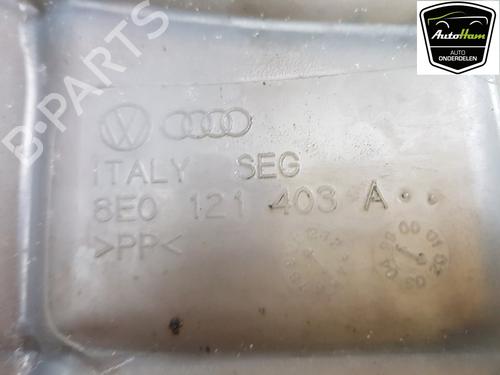 AutoHam
AUTO
ONDERDELEN
B-PARTS
ITALY SEG
8E0 121 403 A
>PP<